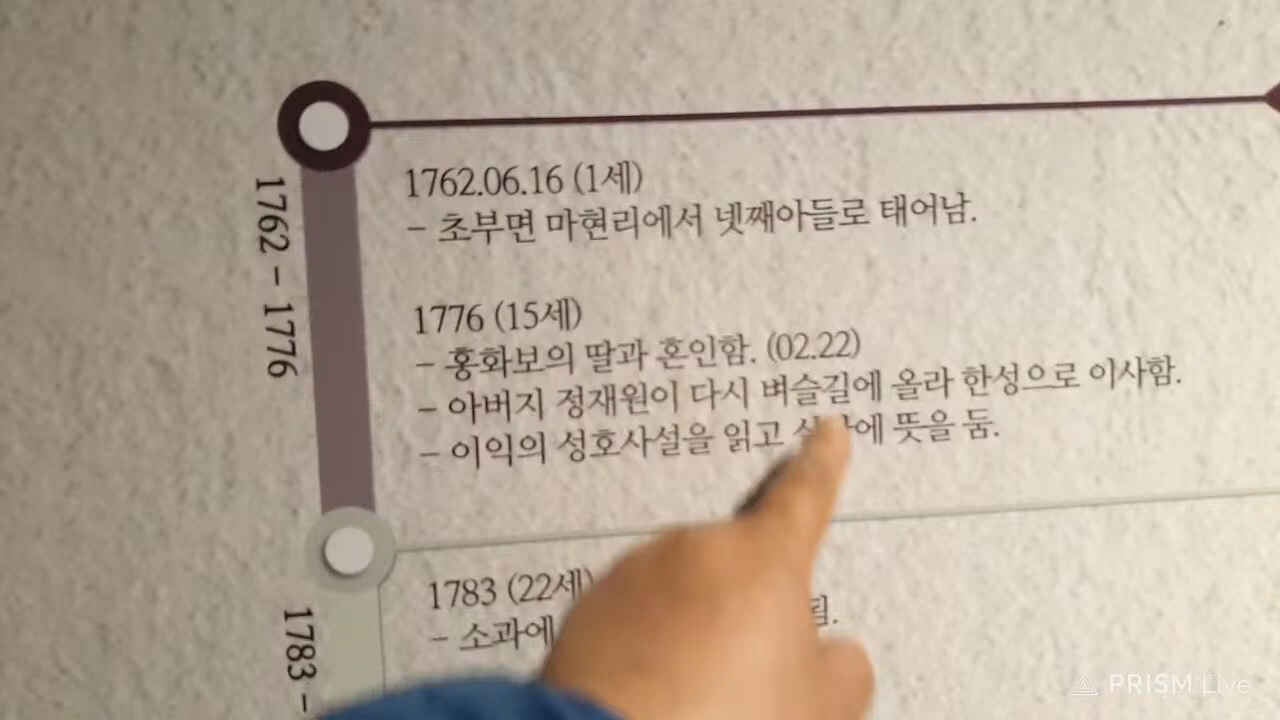 1762 - 1776
1762.06.16 (1세)
- 초부면 마현리에서 넷째아들로 태어남.
1776 (15세)
- 홍화보의 딸과 혼인함. (02.22)
- 아버지 정재원이 다시 벼슬길에 올라 한성으로 이사함.
- 이익의 성호사설을 읽고 뜻을 둠.
1783 -
1783 (22세)
- 소과에
PRISM Live